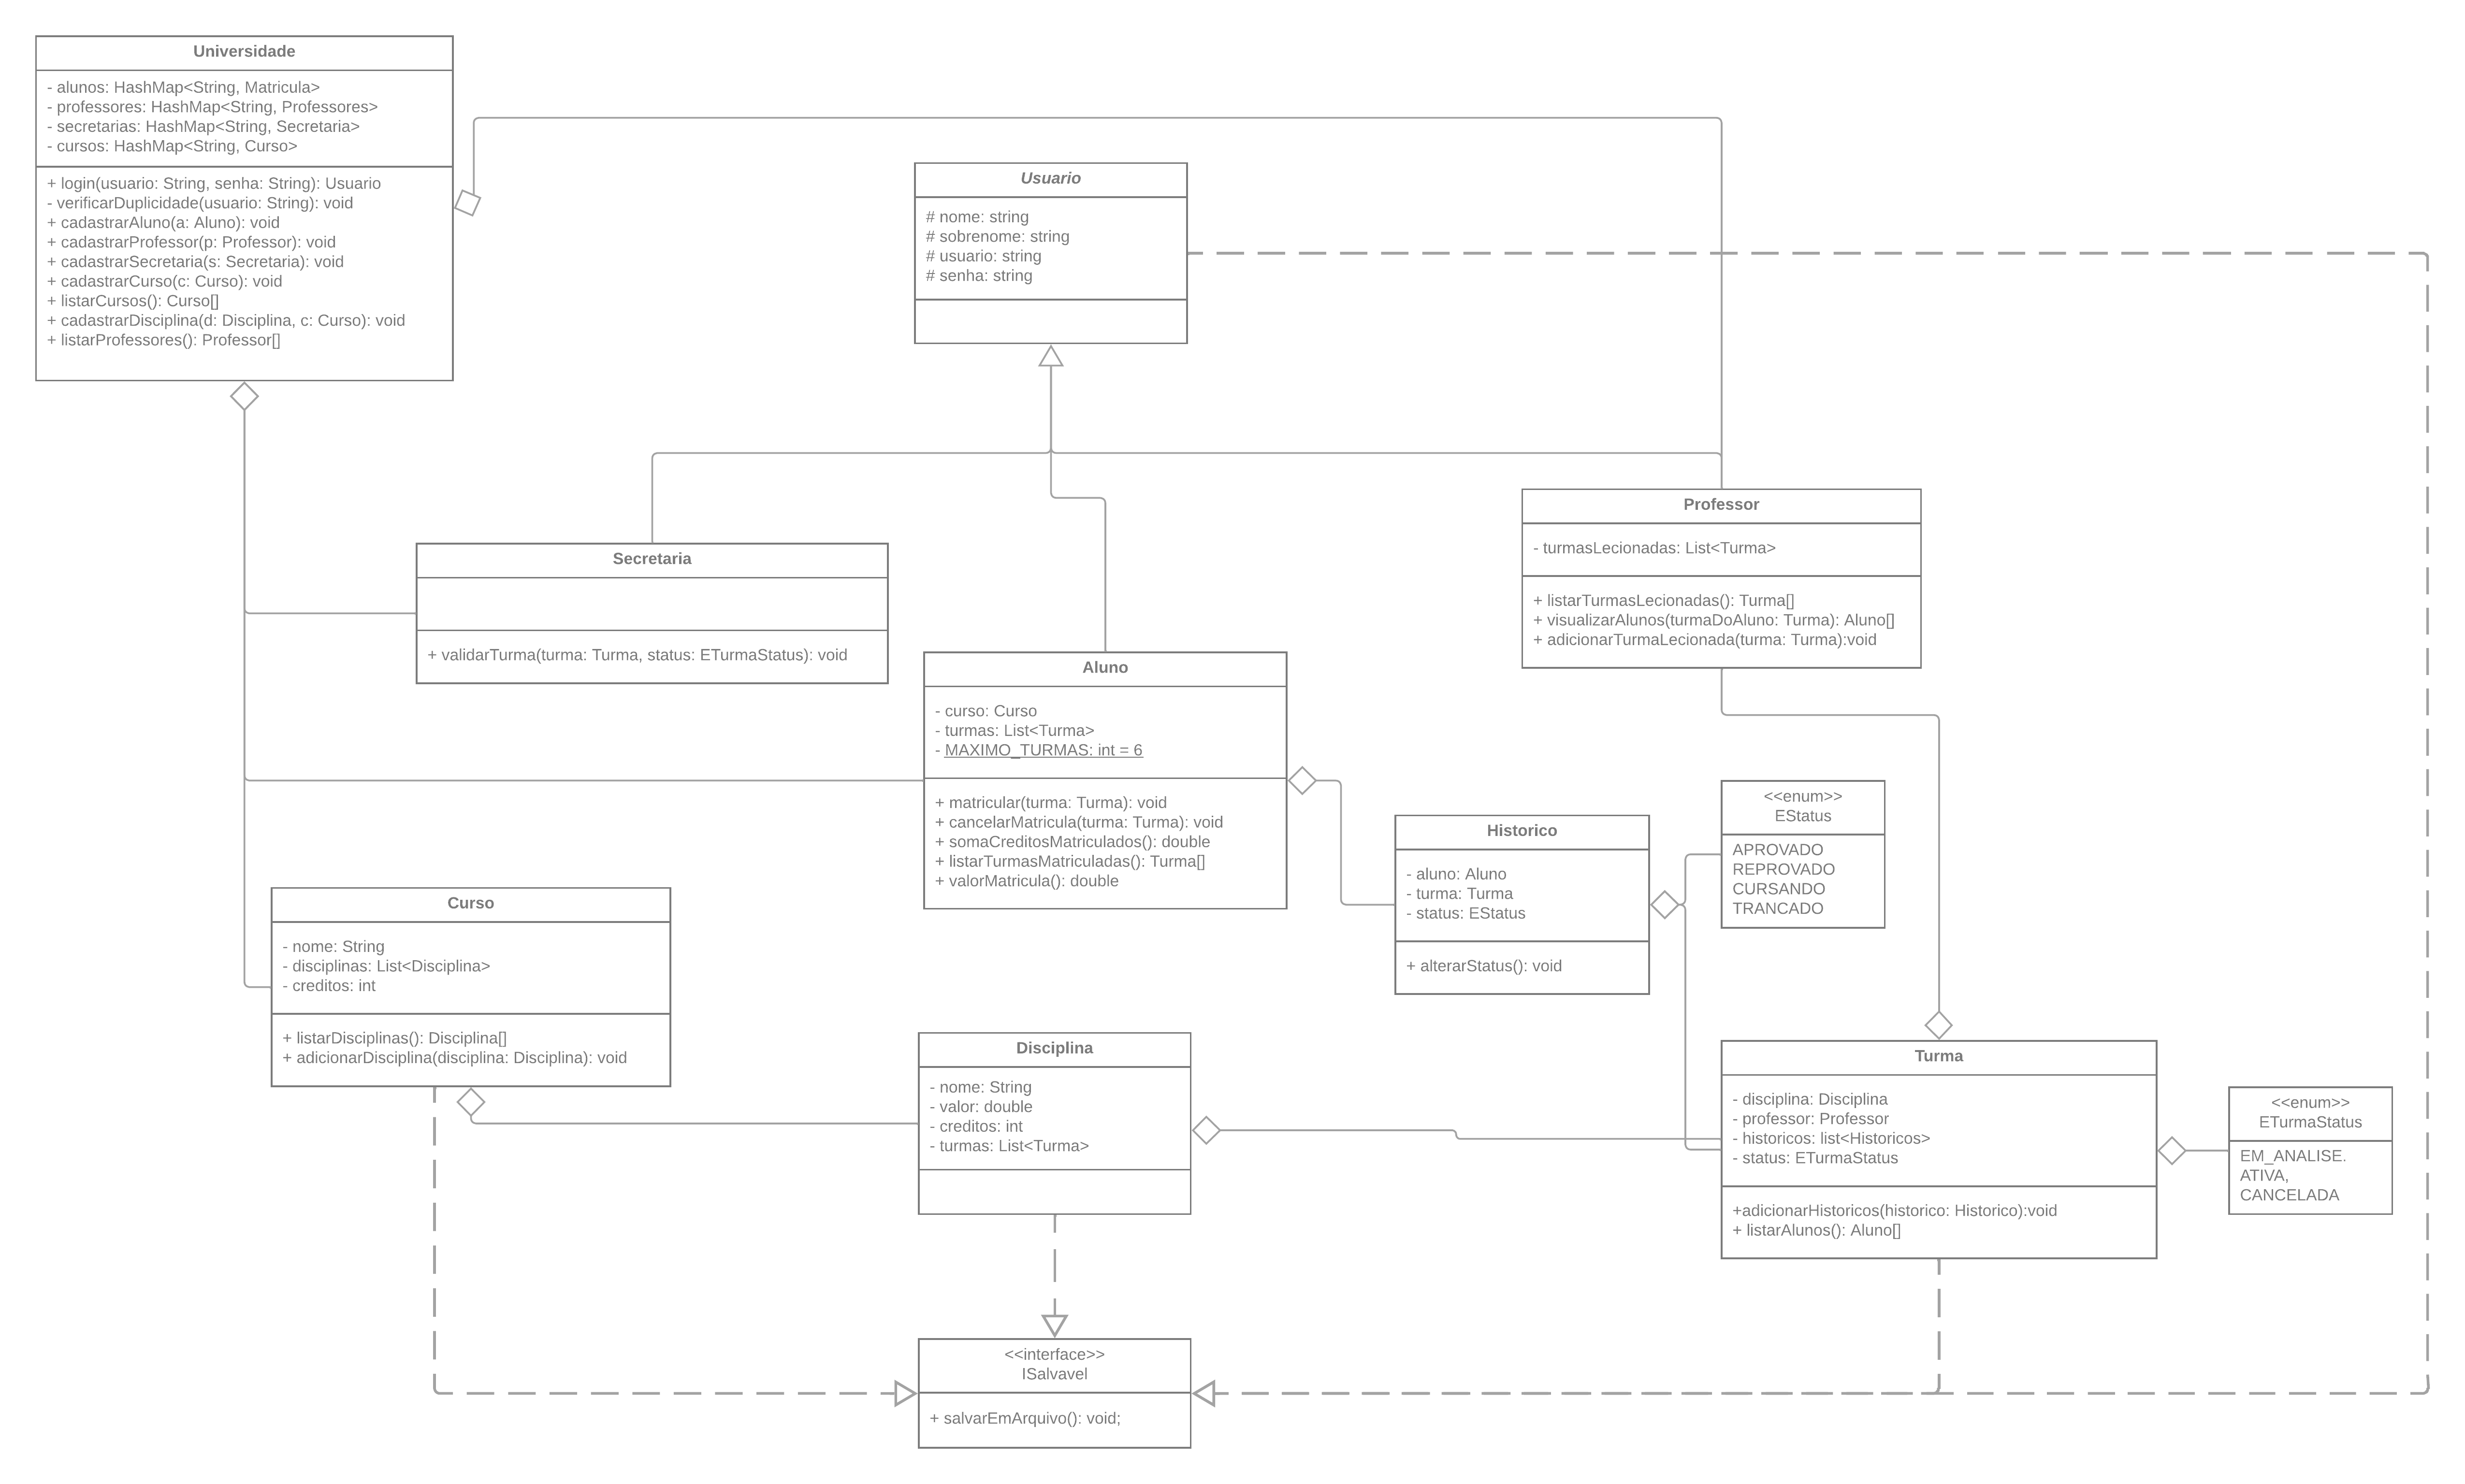 Universidade
- alunos: HashMap<String, Matricula>
- professores: HashMap<String, Professores>
- secretarias: HashMap<String, Secretaria>
- cursos: HashMap<String, Curso>
+ login(usuario: String, senha: String): Usuario
- verificarDuplicidade(usuario: String): void
+ cadastrarAluno(a: Aluno): void
+ cadastrarProfessor(p: Professor): void
+ cadastrarSecretaria(s: Secretaria): void
+ cadastrarCurso(c: Curso): void
+ listarCursos(): Curso[]
+ cadastrarDisciplina(d: Disciplina, c: Curso): void
+ listarProfessores(): Professor[]
Usuario
# nome: string
# sobrenome: string
# usuario: string
# senha: string
Professor
- turmasLecionadas: List<Turma>
+ listarTurmasLecionadas(): Turma[]
+ visualizarAlunos(turmaDoAluno: Turma): Aluno[]
+ adicionarTurmaLecionada(turma: Turma):void
Secretaria
+ validarTurma(turma: Turma, status: ETurmaStatus): void
Aluno
- curso: Curso
- turmas: List<Turma>
- MAXIMO_TURMAS: int = 6
+ matricular(turma: Turma): void
+ cancelarMatricula(turma: Turma): void
+ somaCreditosMatriculados(): double
+ listarTurmasMatriculadas(): Turma[]
+ valorMatricula(): double
<<enum>>
EStatus
APROVADO
REPROVADO
CURSANDO
TRANCADO
Historico
- aluno: Aluno
- turma: Turma
- status: EStatus
+ alterarStatus(): void
Curso
- nome: String
- disciplinas: List<Disciplina>
- creditos: int
+ listarDisciplinas(): Disciplina[]
+ adicionarDisciplina(disciplina: Disciplina): void
Disciplina
- nome: String
- valor: double
- creditos: int
- turmas: List<Turma>
Turma
- disciplina: Disciplina
- professor: Professor
- historicos: list<Historicos>
- status: ETurmaStatus
+adicionarHistoricos(historico: Historico):void
+ listarAlunos(): Aluno[]
<<enum>>
ETurmaStatus
EM_ANALISE.
ATIVA,
CANCELADA
<<interface>>
ISalvavel
+ salvarEmArquivo(): void;